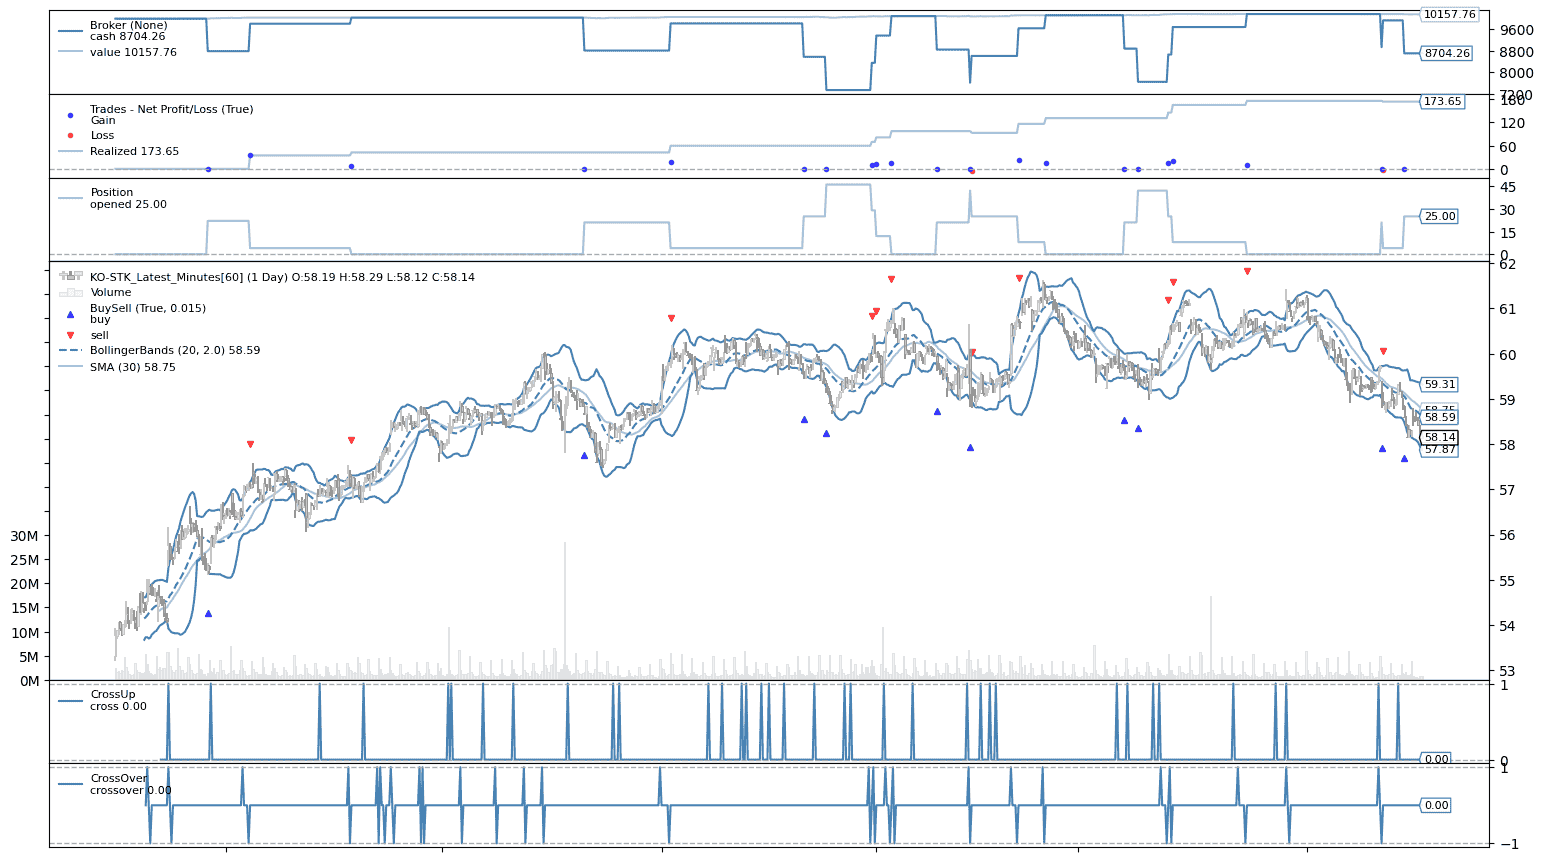 Broker (None)
cash 8704.26
value 10157.76
10157.76
9600
8800
8704.26
8000
7200
Trades - Net Profit/Loss (True)
Gain
Loss
Realized 173.65
173.65
180
120
60
0
Position
opened 25.00
45
30
25.00
15
0
KO-STK_Latest_Minutes[60] (1 Day) O:58.19 H:58.29 L:58.12 C:58.14
Volume
BuySell (True, 0.015)
buy
sell
BollingerBands (20, 2.0) 58.59
SMA (30) 58.75
62
61
60
59.31
59
58.75
58.59
58.14
58
57.87
57
56
55
54
53
30M
25M
20M
15M
10M
5M
0M
CrossUp
cross 0.00
1
0.00
0
CrossOver
crossover 0.00
1
0.00
−1